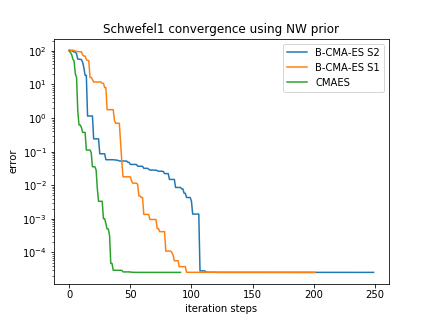 Schwefel1 convergence using NW prior
B-CMA-ES S2
B-CMA-ES S1
CMAES
error
10²
10¹
10⁰
10⁻¹
10⁻²
10⁻³
10⁻⁴
0 50 100 150 200 250
iteration steps